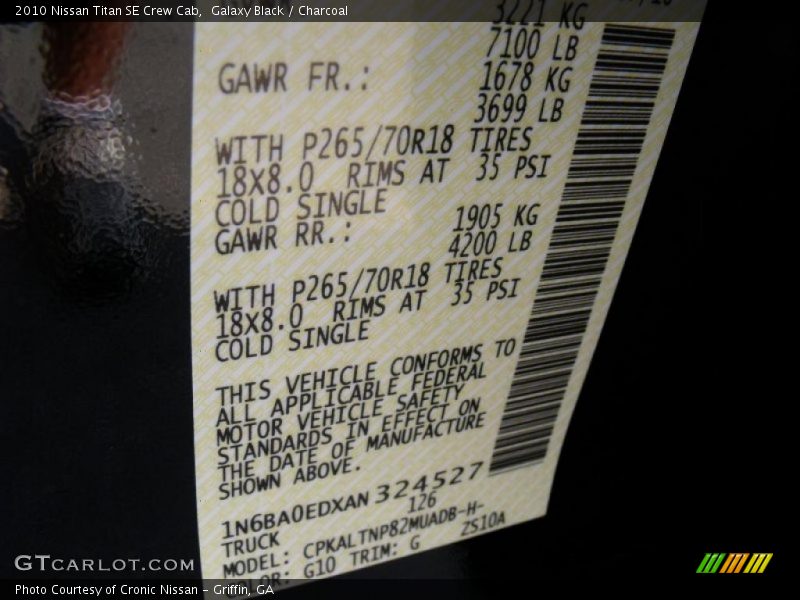 2010 Nissan Titan SE Crew Cab,  Galaxy Black / Charcoal
3221 KG
7100 LB
GAWR FR.: 1678 KG
3699 LB
WITH P265/70R18 TIRES
18X8.0 RIMS AT 35 PSI
COLD SINGLE
GAWR RR.: 1905 KG
4200 LB
WITH P265/70R18 TIRES
18X8.0 RIMS AT 35 PSI
COLD SINGLE
THIS VEHICLE CONFORMS TO
ALL APPLICABLE FEDERAL
MOTOR VEHICLE SAFETY
STANDARDS IN EFFECT ON
THE DATE OF MANUFACTURE
SHOWN ABOVE.
1N6BA0EDXAN324527
TRUCK 126
MODEL: CPKALTNP82MUADB-H-
COLOR: G10 TRIM: G ZS10A
GTCARLOT.COM
Photo Courtesy of Cronic Nissan - Griffin, GA